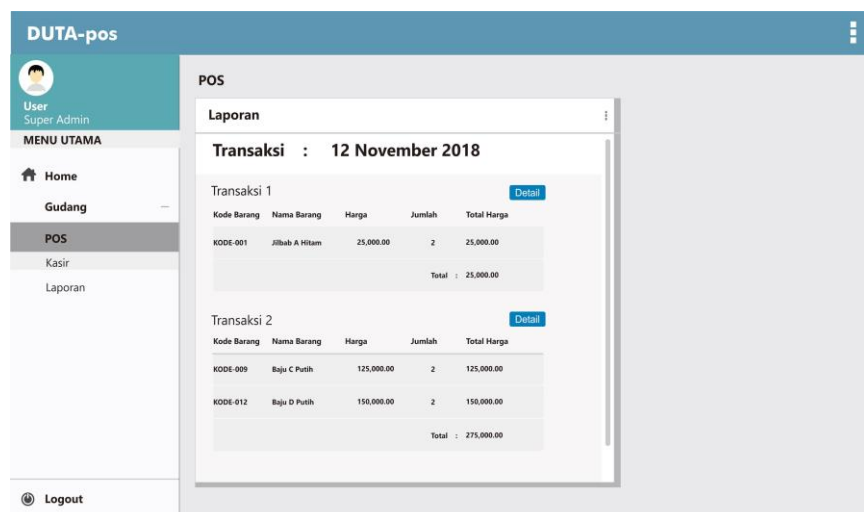 DUTA-pos
User
Super Admin
MENU UTAMA
Home
Gudang
POS
Kasir
Laporan
Logout
POS
Laporan
Transaksi : 12 November 2018
Transaksi 1 Detail
Kode Barang Nama Barang Harga Jumlah Total Harga
KODE-001 Jilbab A Hitam 25,000.00 2 25,000.00
Total : 25,000.00
Transaksi 2 Detail
Kode Barang Nama Barang Harga Jumlah Total Harga
KODE-009 Baju C Putih 125,000.00 2 125,000.00
KODE-012 Baju D Putih 150,000.00 2 150,000.00
Total : 275,000.00